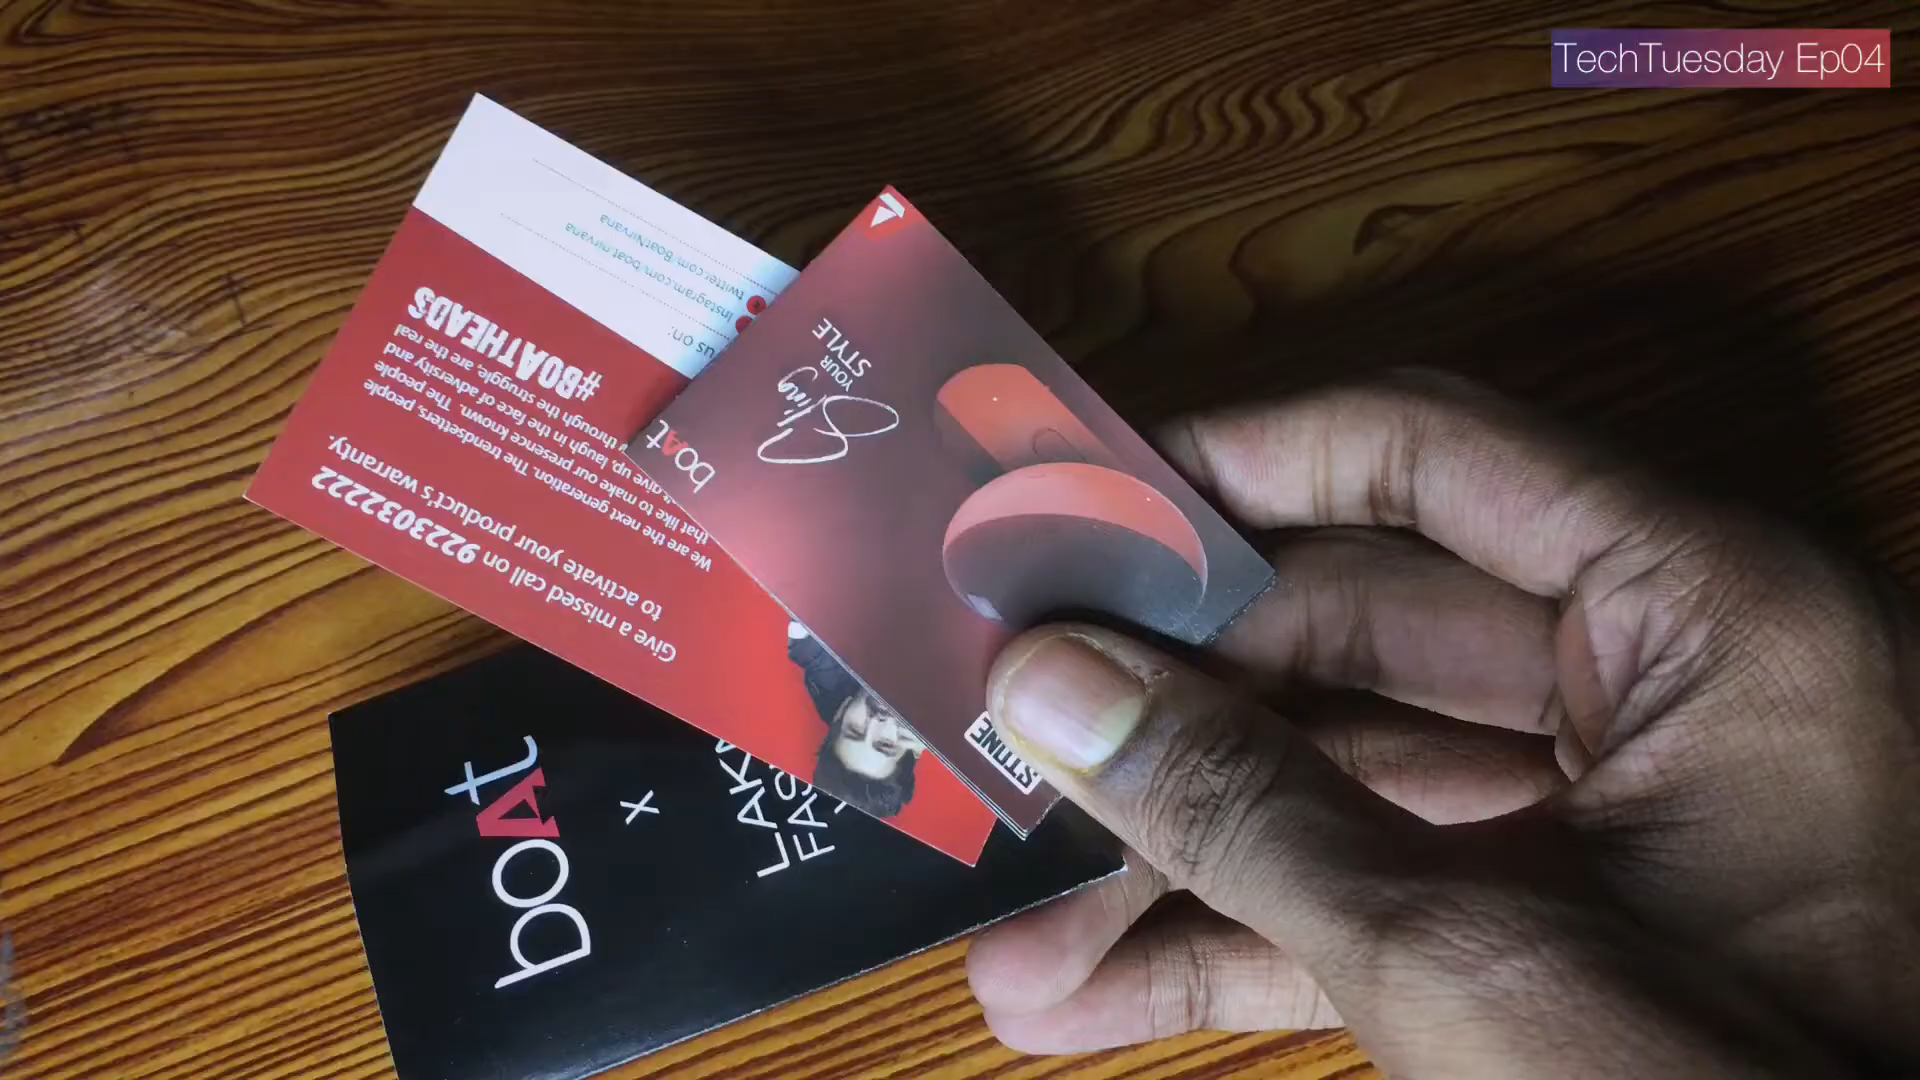 TechTuesday Ep04
boAt
Sling
YOUR
STYLE
STONE
Give a missed call on 9223032222
to activate your product's warranty.
We are the next generation. The trendsetters, people
that like to make our presence known. The people
give up, laugh in the face of adversity and
through the struggle, are the real
#BOATHEADS
us on:
instagram.com/boat.nirvana
twitter.com/BoatNirvana
boAt
x